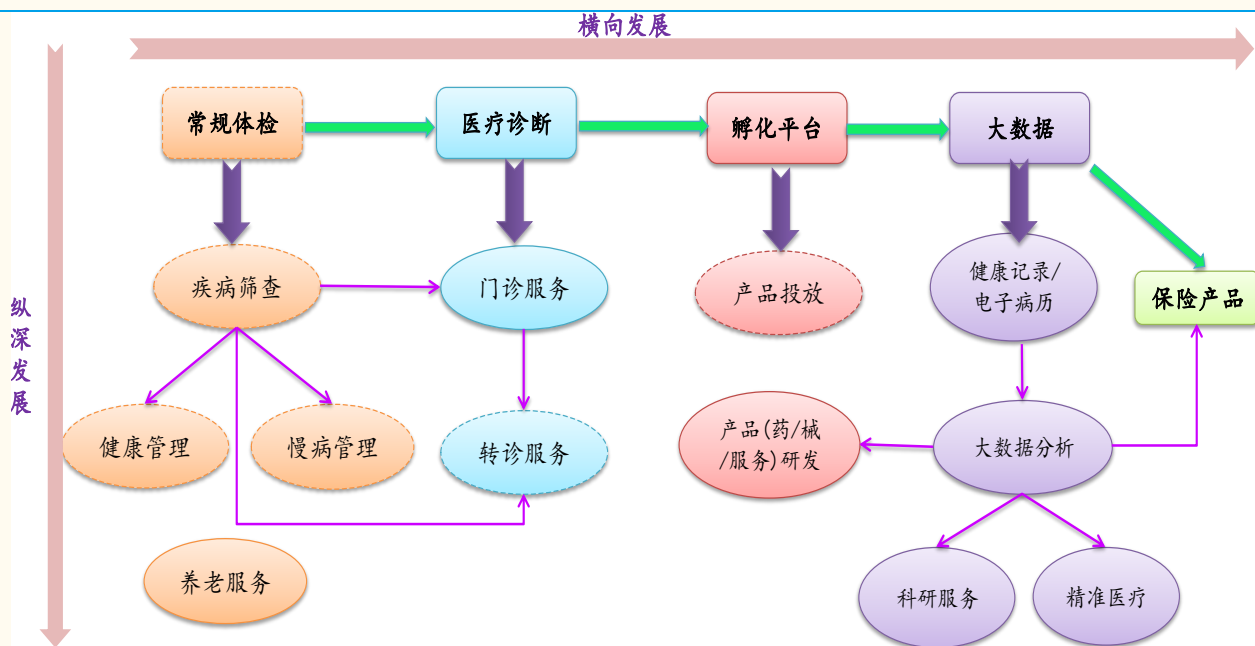 横向发展
常规体检
医疗诊断
孵化平台
大数据
疾病筛查
门诊服务
产品投放
健康记录/
电子病历
保险产品
纵
深
发
展
健康管理
慢病管理
转诊服务
产品(药/械
/服务)研发
大数据分析
养老服务
科研服务
精准医疗